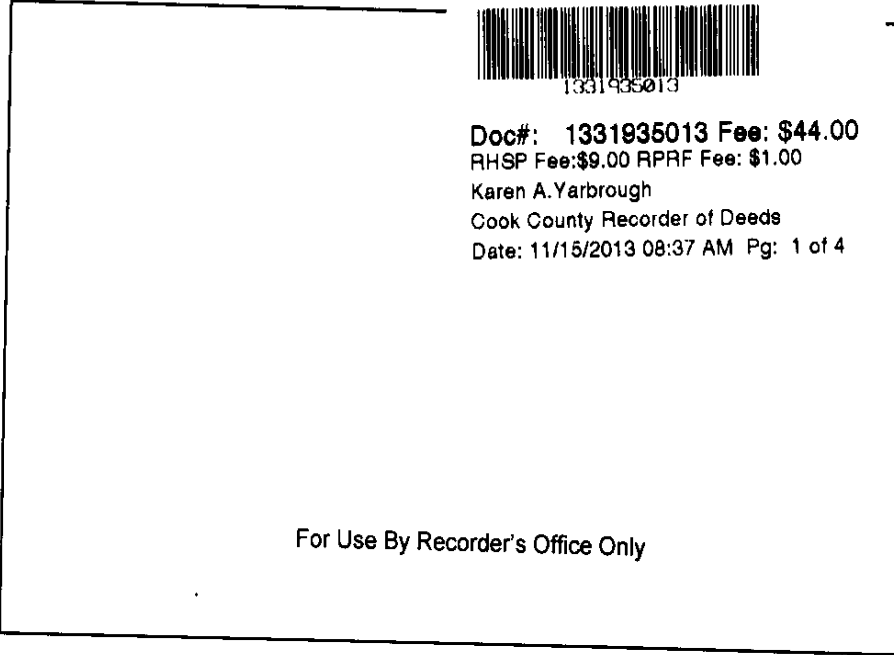 1331935013
Doc#: 1331935013 Fee: $44.00
RHSP Fee:$9.00 RPRF Fee: $1.00
Karen A.Yarbrough
Cook County Recorder of Deeds
Date: 11/15/2013 08:37 AM Pg: 1 of 4
For Use By Recorder's Office Only